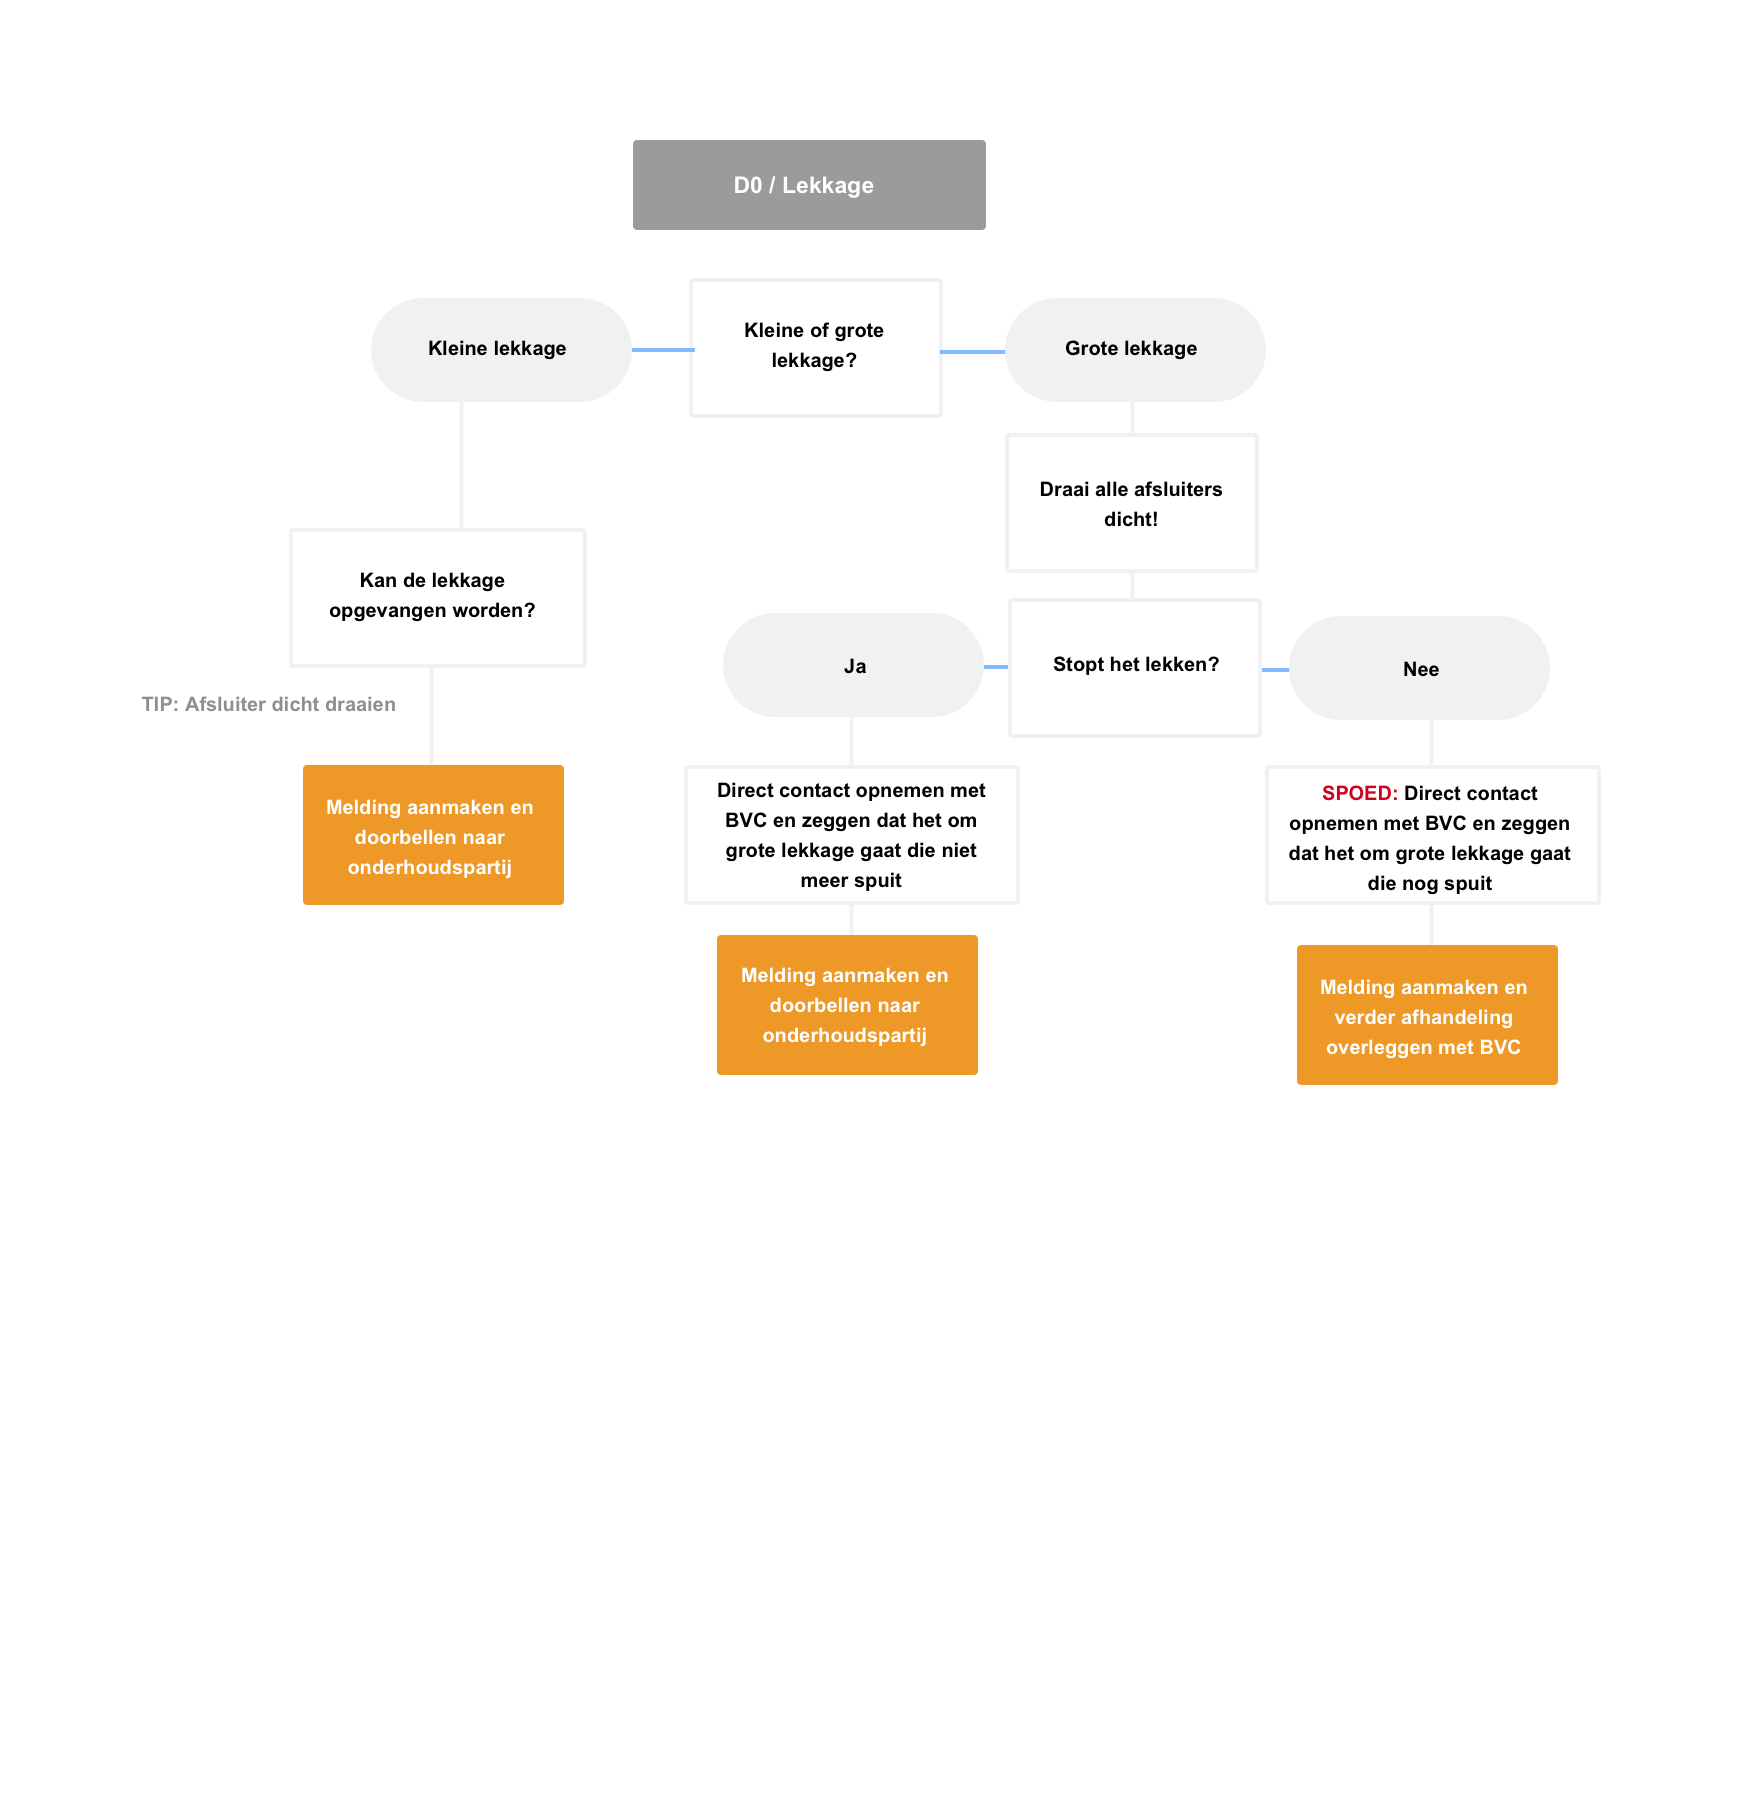 D0 / Lekkage
Kleine lekkage
Kleine of grote
lekkage?
Grote lekkage
Draai alle afsluiters
dicht!
Kan de lekkage
opgevangen worden?
TIP: Afsluiter dicht draaien
Melding aanmaken en
doorbellen naar
onderhoudspartij
Ja
Stopt het lekken?
Nee
Direct contact opnemen met
BVC en zeggen dat het om
grote lekkage gaat die niet
meer spuit
Melding aanmaken en
doorbellen naar
onderhoudspartij
SPOED: Direct contact
opnemen met BVC en zeggen
dat het om grote lekkage gaat
die nog spuit
Melding aanmaken en
verder afhandeling
overleggen met BVC